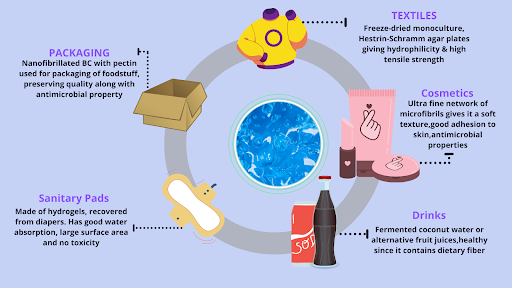 TEXTILES
Freeze-dried monoculture,
Hestrin-Schramm agar plates
giving hydrophilicity & high
tensile strength
PACKAGING
Nanofibrillated BC with pectin
used for packaging of foodstuff,
preserving quality along with
antimicrobial property
Cosmetics
Ultra fine network of
microfibrils gives it a soft
texture,good adhesion to
skin,antimicrobial
properties
Sanitary Pads
Made of hydrogels, recovered
from diapers. Has good water
absorption, large surface area
and no toxicity
Drinks
Fermented coconut water or
alternative fruit juices,healthy
since it contains dietary fiber
SODA